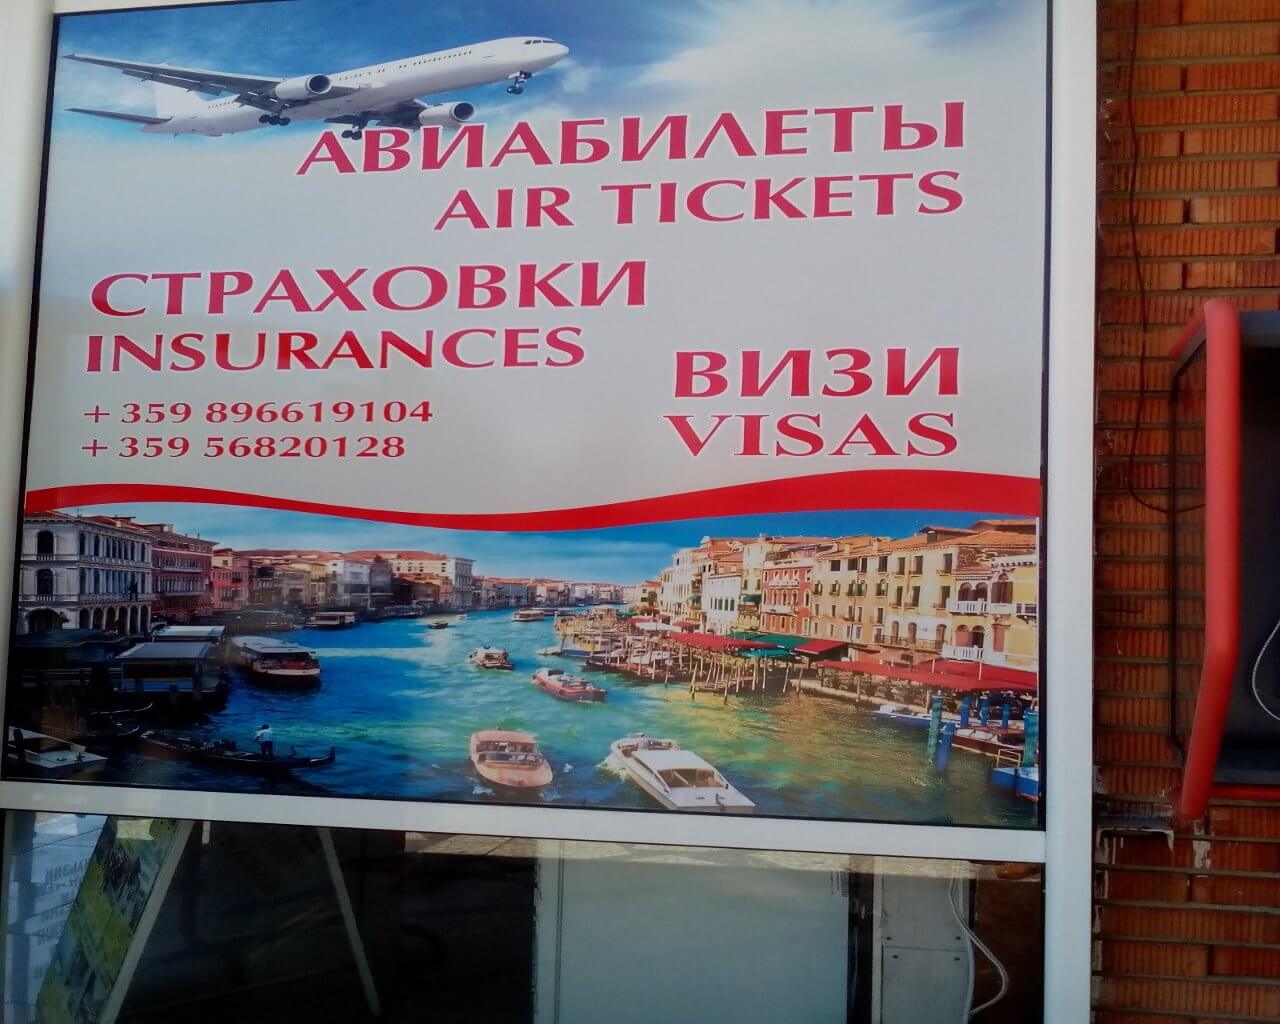 АВИАБИЛЕТЫ
AIR TICKETS
СТРАХОВКИ
INSURANCES
ВИЗИ
VISAS
+ 359 896619104
+ 359 56820128